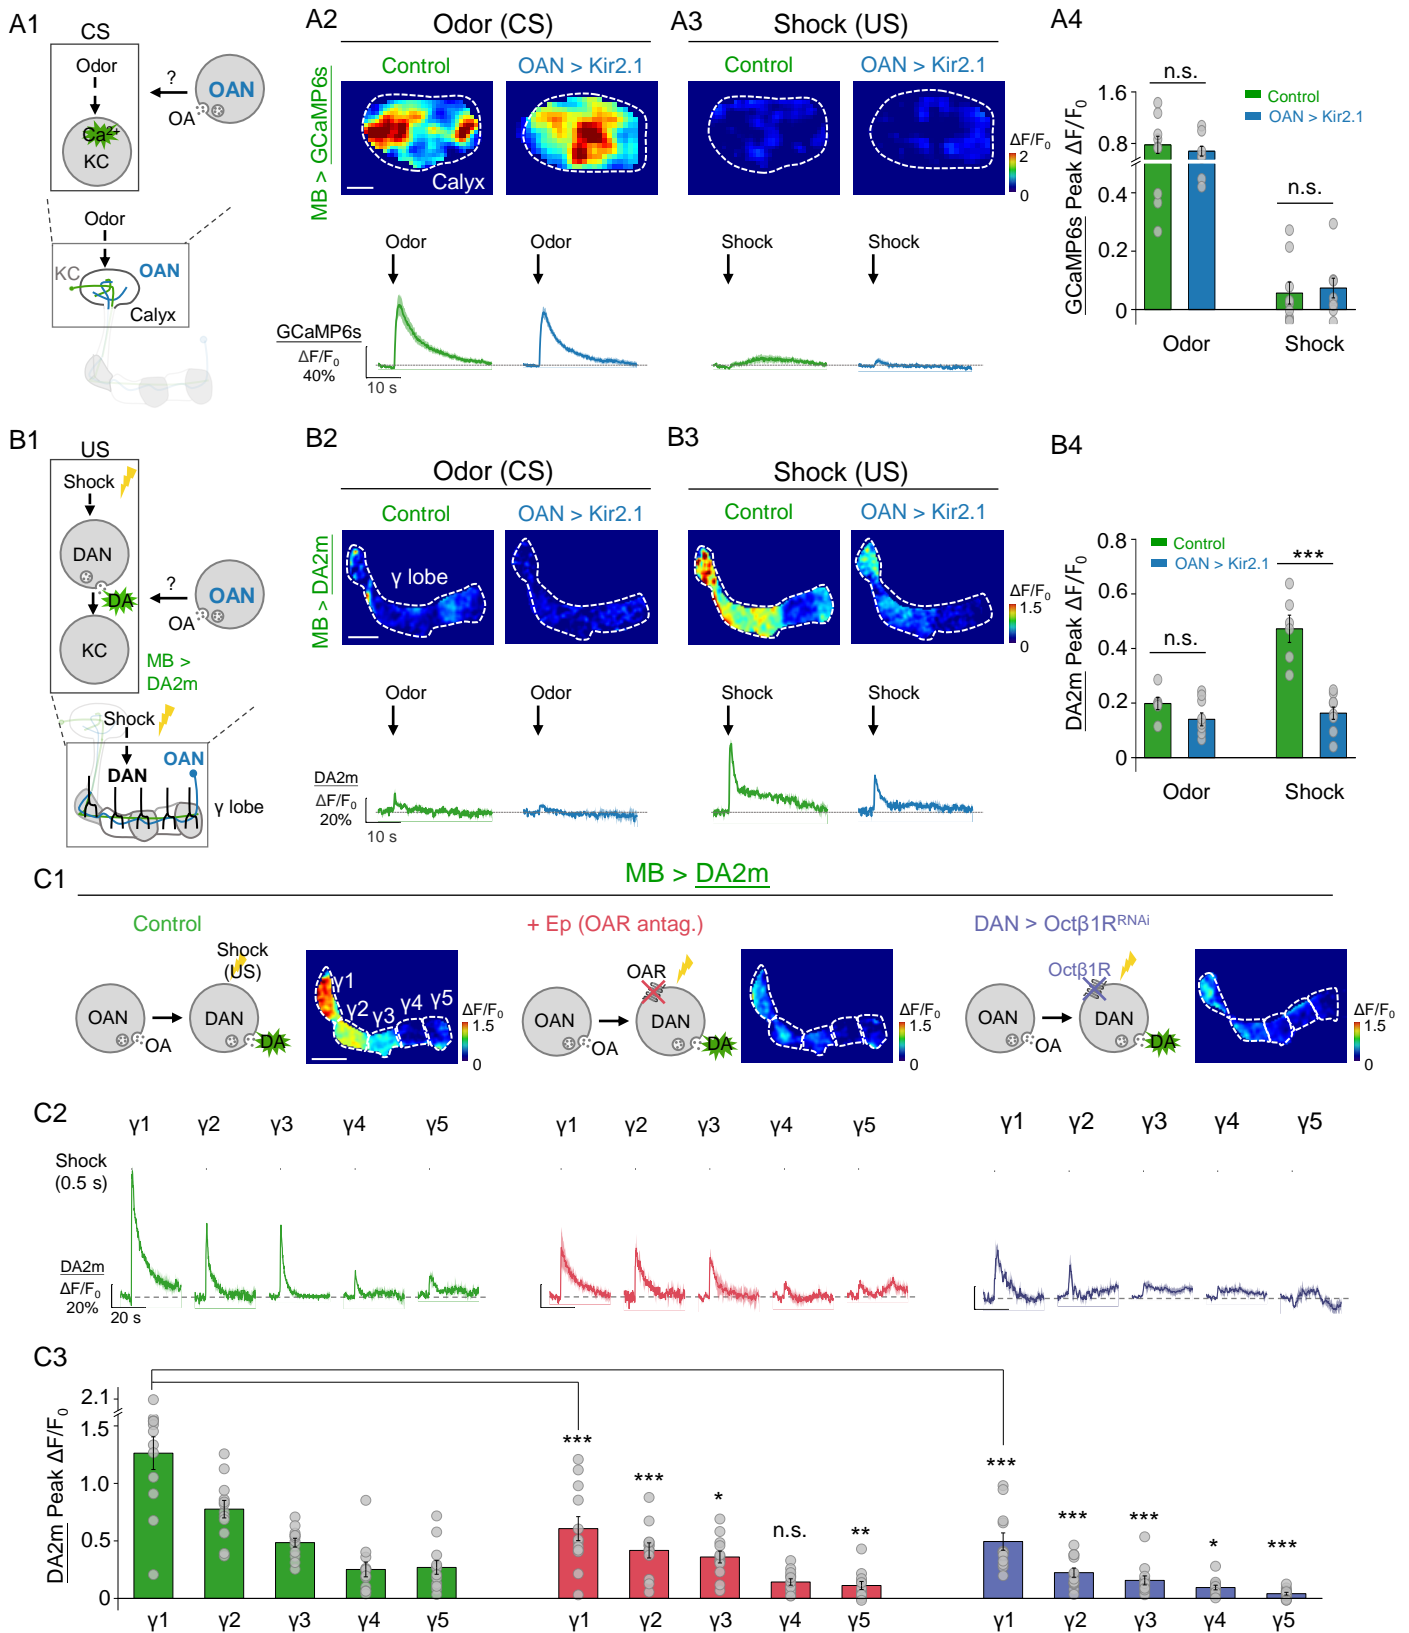 A1
CS
Odor
Ca²⁺
KC
?
OAN
OA
Odor
KC
OAN
Calyx
A2
Odor (CS)
Control
OAN > Kir2.1
MB > GCaMP6s
Calyx
Odor
Odor
GCaMP6s
ΔF/F₀
40%
10 s
A3
Shock (US)
Control
OAN > Kir2.1
ΔF/F₀
2
0
Shock
Shock
A4
n.s.
Control
OAN > Kir2.1
n.s.
GCaMP6s Peak ΔF/F₀
1.6
0.8
0.4
0.2
0
Odor
Shock
B1
US
Shock
DAN
DA
?
OAN
OA
KC
MB >
DA2m
Shock
OAN
DAN
γ lobe
B2
Odor (CS)
Control
OAN > Kir2.1
MB > DA2m
γ lobe
Odor
Odor
DA2m
ΔF/F₀
20%
10 s
B3
Shock (US)
Control
OAN > Kir2.1
ΔF/F₀
1.5
0
Shock
Shock
B4
Control
OAN > Kir2.1
***
n.s.
DA2m Peak ΔF/F₀
0.8
0.6
0.4
0.2
0
Odor
Shock
C1
MB > DA2m
Control
Shock
(US)
OAN
DAN
OA
DA
γ1
γ2
γ3
γ4
γ5
ΔF/F₀
1.5
0
+ Ep (OAR antag.)
OAR
OAN
DAN
OA
DA
ΔF/F₀
1.5
0
DAN > Octβ1Rᴿᴺᴬⁱ
Octβ1R
OAN
DAN
OA
DA
ΔF/F₀
1.5
0
C2
γ1 γ2 γ3 γ4 γ5
γ1 γ2 γ3 γ4 γ5
γ1 γ2 γ3 γ4 γ5
Shock
(0.5 s)
DA2m
ΔF/F₀
20%
20 s
C3
DA2m Peak ΔF/F₀
2.1
1.5
1.0
0.5
0
*** *** * n.s. **
*** *** *** * ***
γ1 γ2 γ3 γ4 γ5
γ1 γ2 γ3 γ4 γ5
γ1 γ2 γ3 γ4 γ5